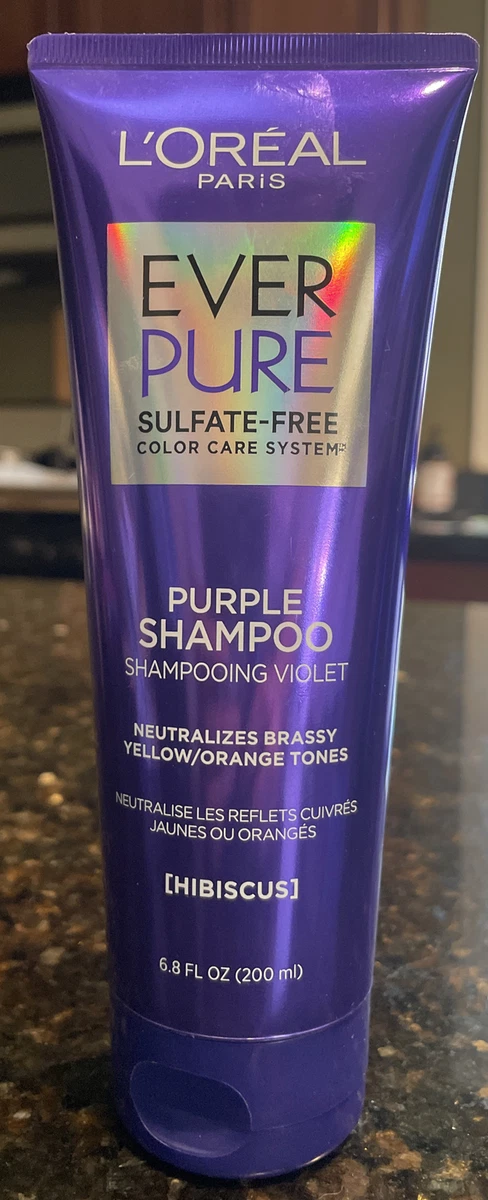 L'ORÉAL
PARiS
EVER
PURE
SULFATE-FREE
COLOR CARE SYSTEM™
PURPLE
SHAMPOO
SHAMPOOING VIOLET
NEUTRALIZES BRASSY
YELLOW/ORANGE TONES
NEUTRALISE LES REFLETS CUIVRÉS
JAUNES OU ORANGÉS
[HIBISCUS]
6.8 FL OZ (200 ml)